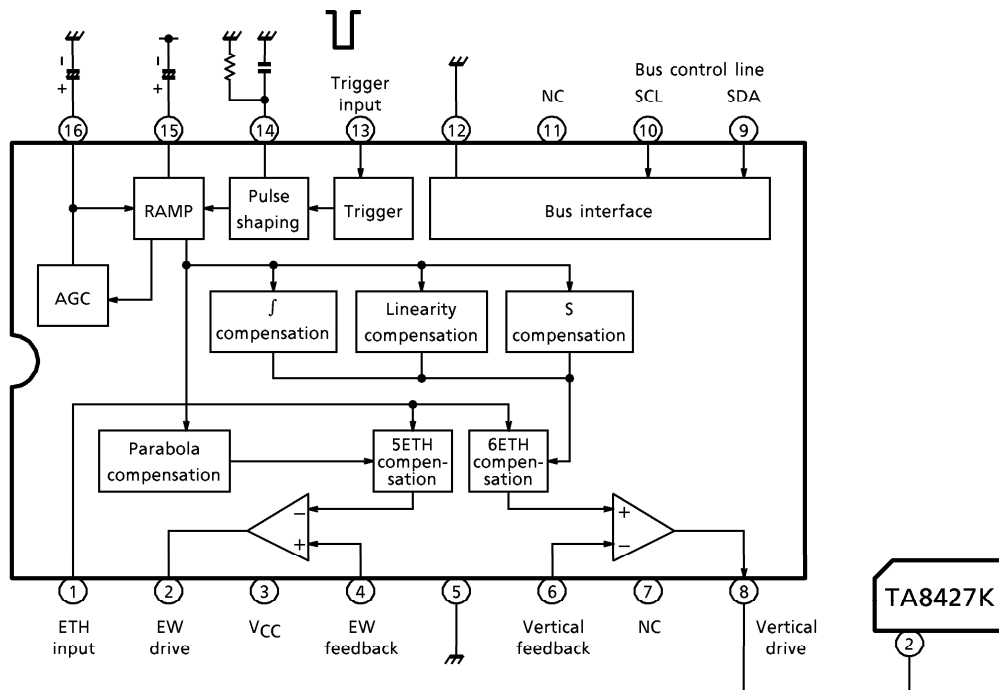 Bus control line
Trigger
input
NC
SCL
SDA
-
+
-
+
16
15
14
13
12
11
10
9
RAMP
Pulse
shaping
Trigger
Bus interface
AGC
∫
compensation
Linearity
compensation
S
compensation
Parabola
compensation
5ETH
compen-
sation
6ETH
compen-
sation
−
+
+
−
1
2
3
4
5
6
7
8
ETH
input
EW
drive
VCC
EW
feedback
Vertical
feedback
NC
Vertical
drive
TA8427K
2